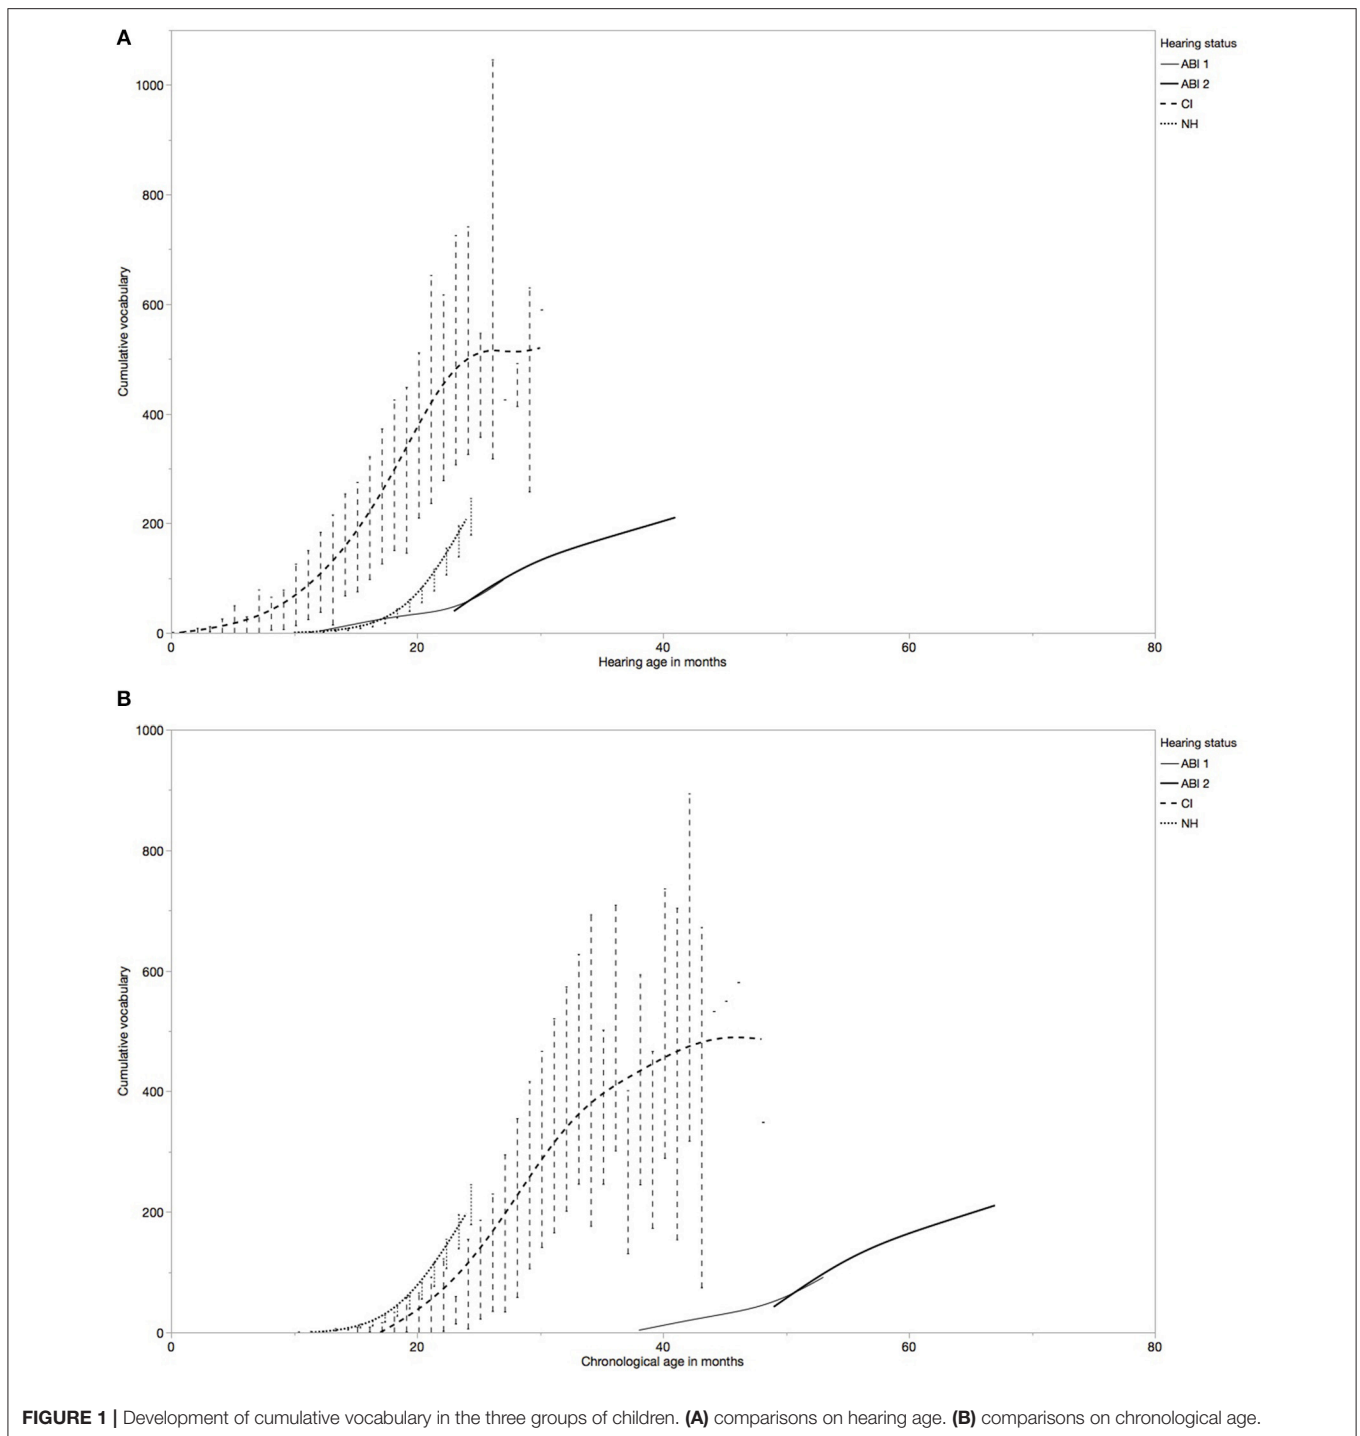 A
Hearing status
ABI 1
ABI 2
CI
NH
1000
800
600
400
200
0
Cumulative vocabulary
0 20 40 60 80
Hearing age in months
B
Hearing status
ABI 1
ABI 2
CI
NH
1000
800
600
400
200
0
Cumulative vocabulary
0 20 40 60 80
Chronological age in months
FIGURE 1 | Development of cumulative vocabulary in the three groups of children. (A) comparisons on hearing age. (B) comparisons on chronological age.